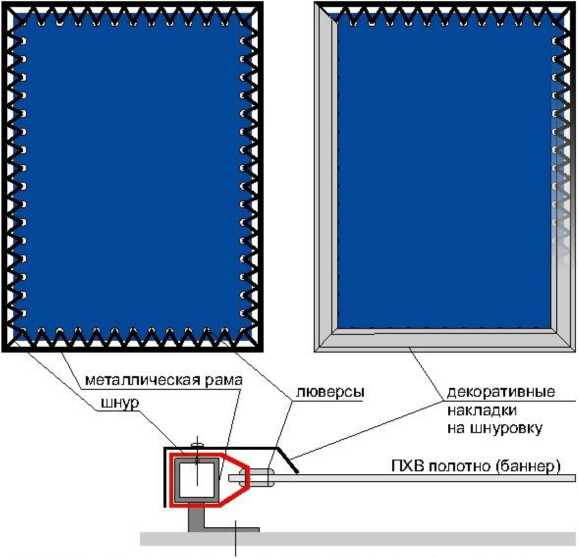 металлическая рама
шнур
люверсы
декоративные
накладки
на шнуровку
ПХВ полотно (баннер)